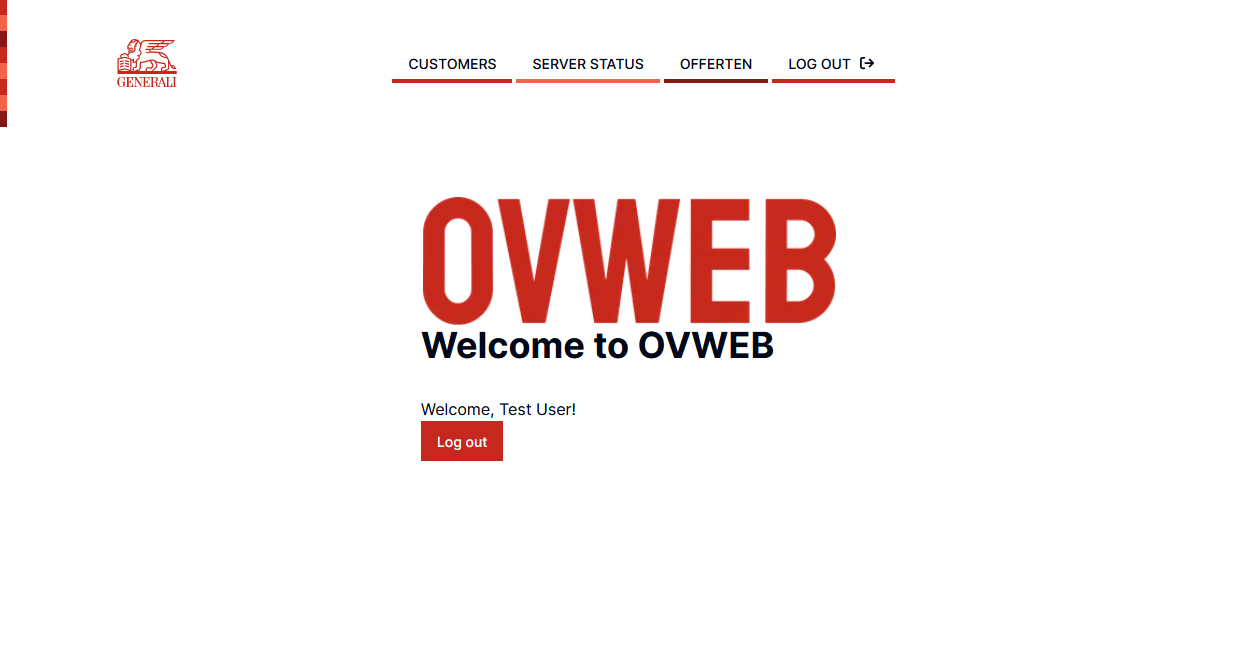 GENERALI
CUSTOMERS SERVER STATUS OFFERTEN LOG OUT
OVWEB
Welcome to OVWEB
Welcome, Test User!
Log out